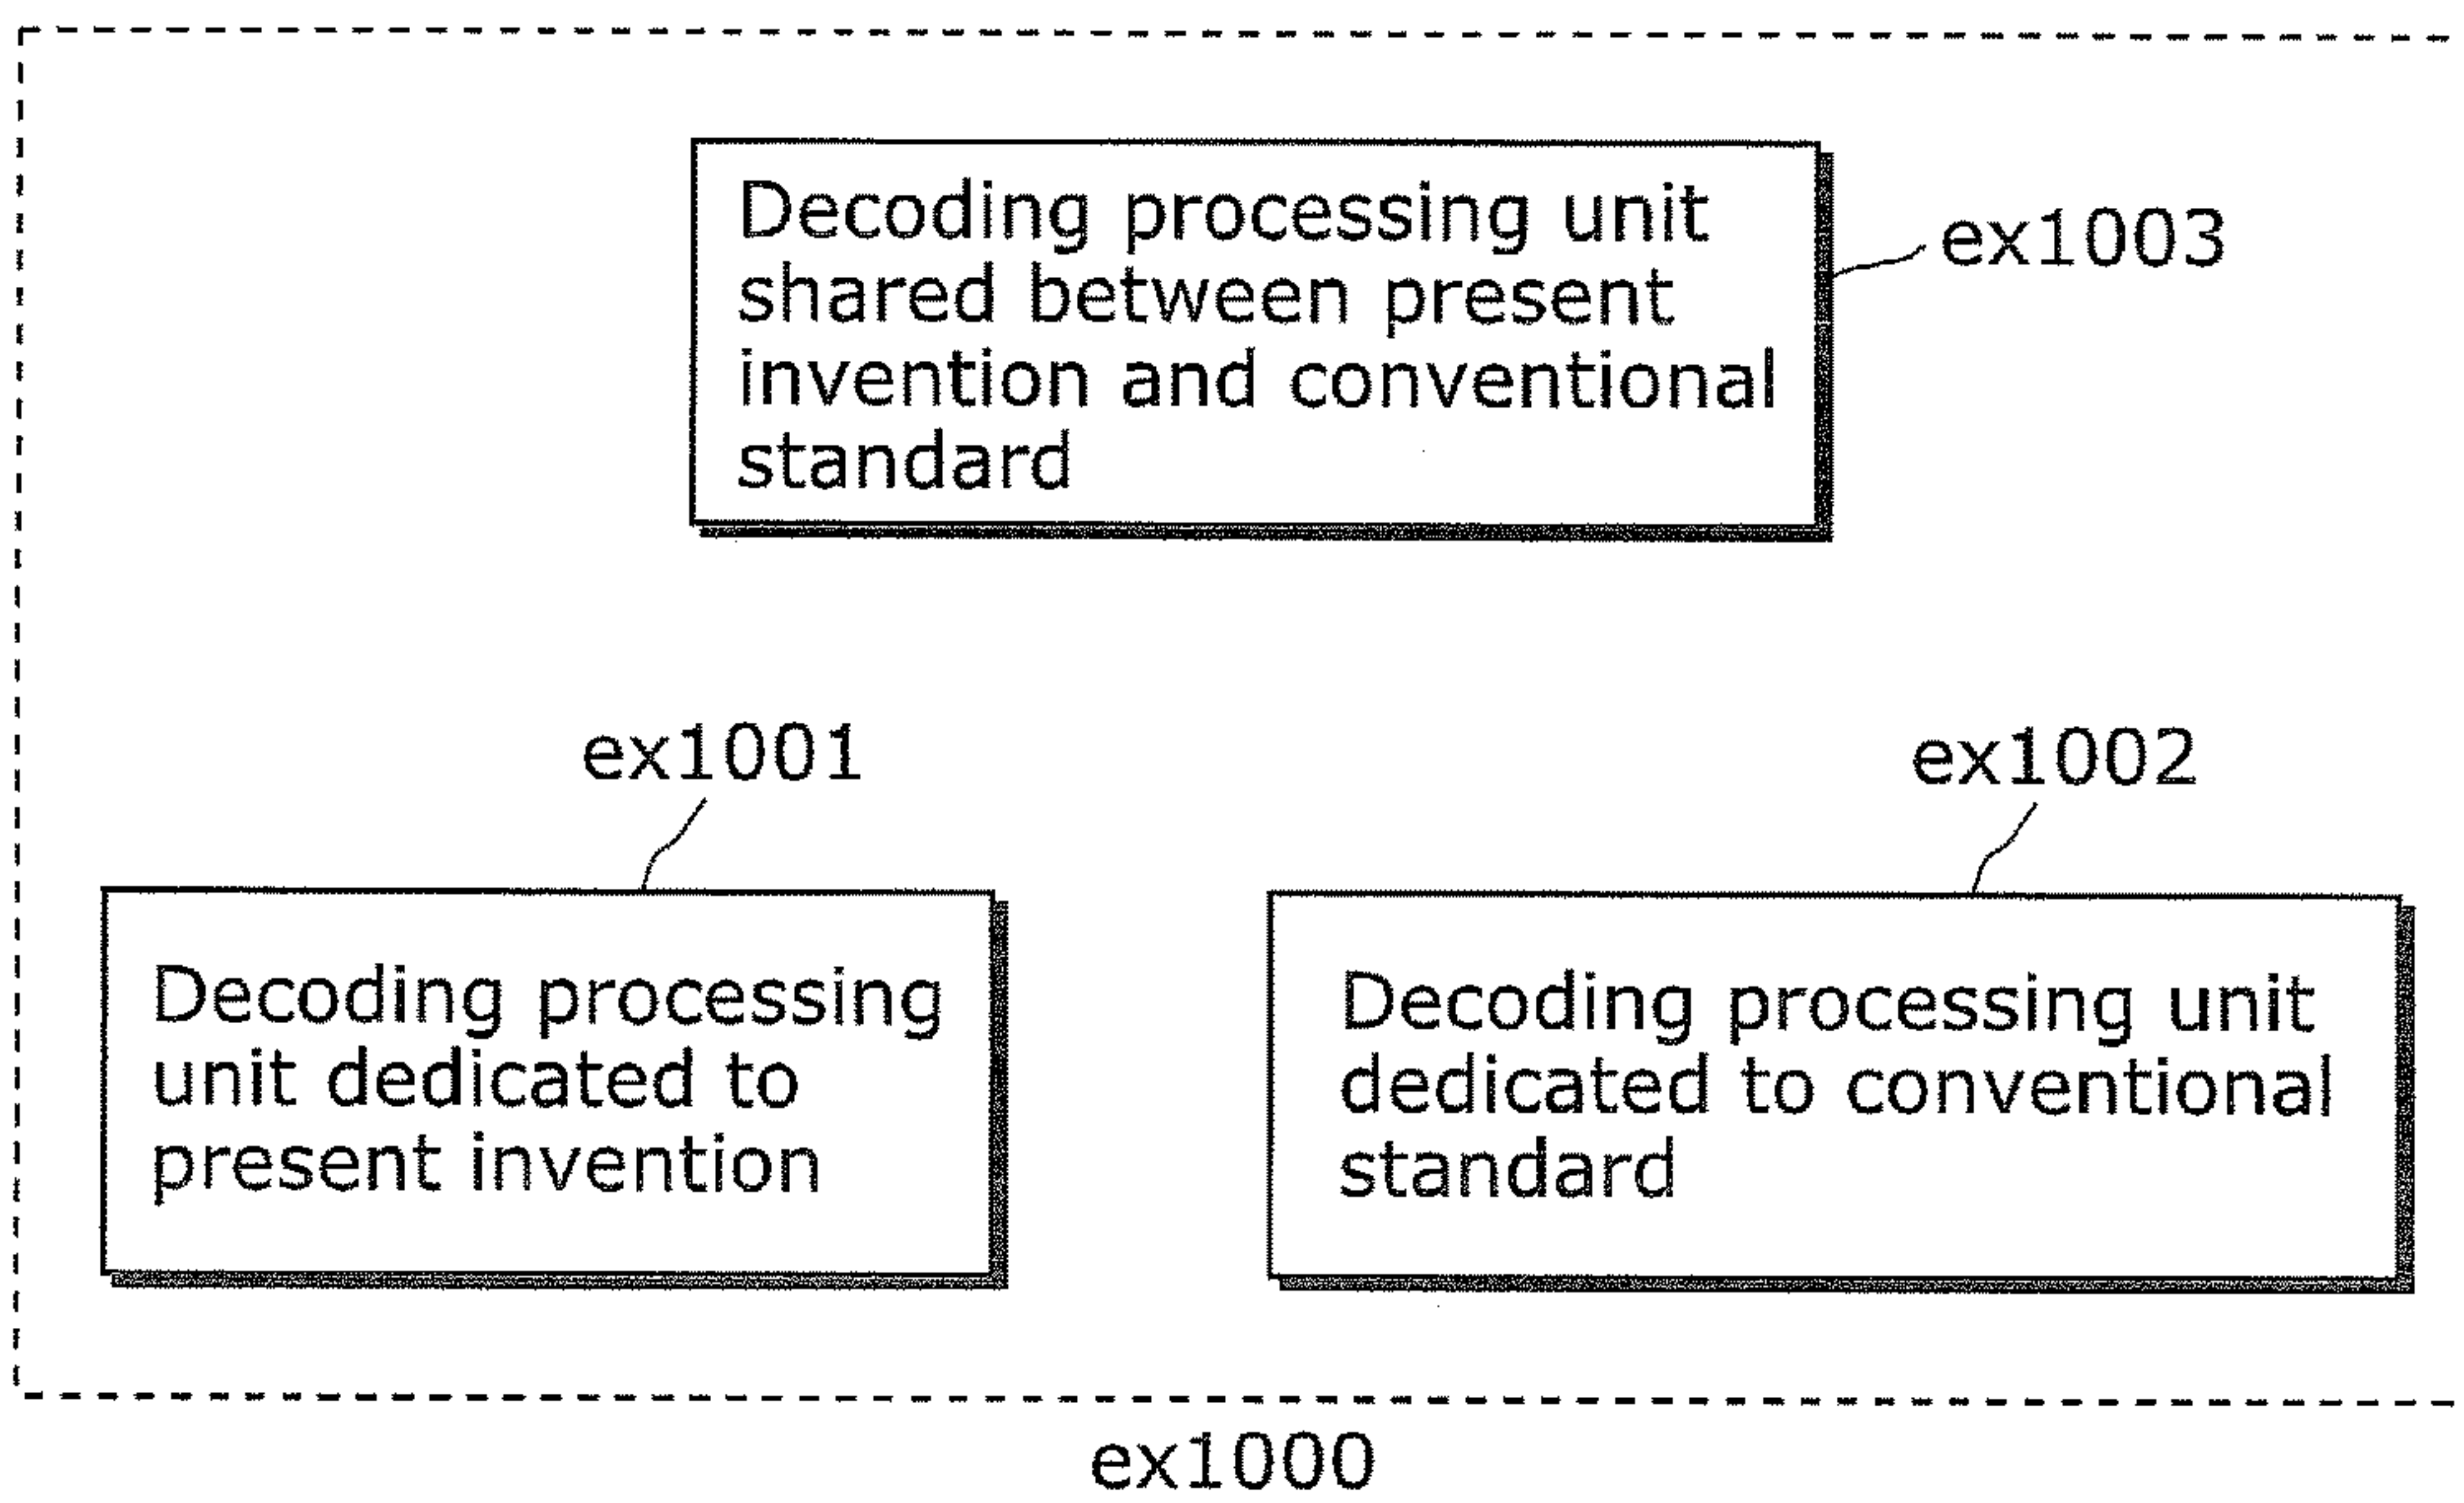 Decoding processing unit
shared between present
invention and conventional
standard
ex1003
ex1001
ex1002
Decoding processing
unit dedicated to
present invention
Decoding processing unit
dedicated to conventional
standard
ex1000